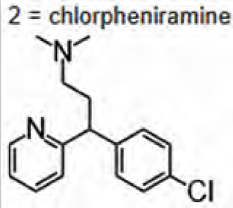 2 = chlorpheniramine
N
N
Cl